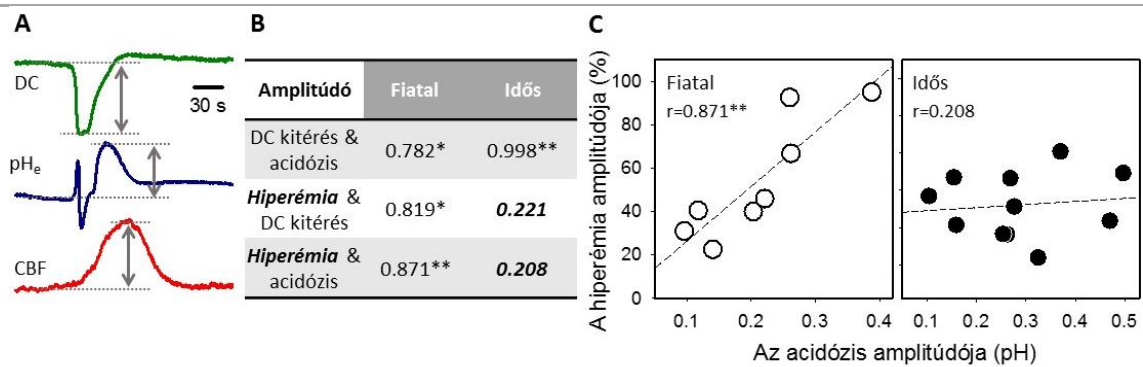 A
DC
30 s
pHe
CBF
B
Amplitúdó Fiatal Idős
DC kitérés & acidózis 0.782* 0.998**
Hiperémia & DC kitérés 0.819* 0.221
Hiperémia & acidózis 0.871** 0.208
C
A hiperémia amplitúdója (%)
100
80
60
40
20
0
Fiatal
r=0.871**
0.1 0.2 0.3 0.4
Idős
r=0.208
0.1 0.2 0.3 0.4 0.5
Az acidózis amplitúdója (pH)